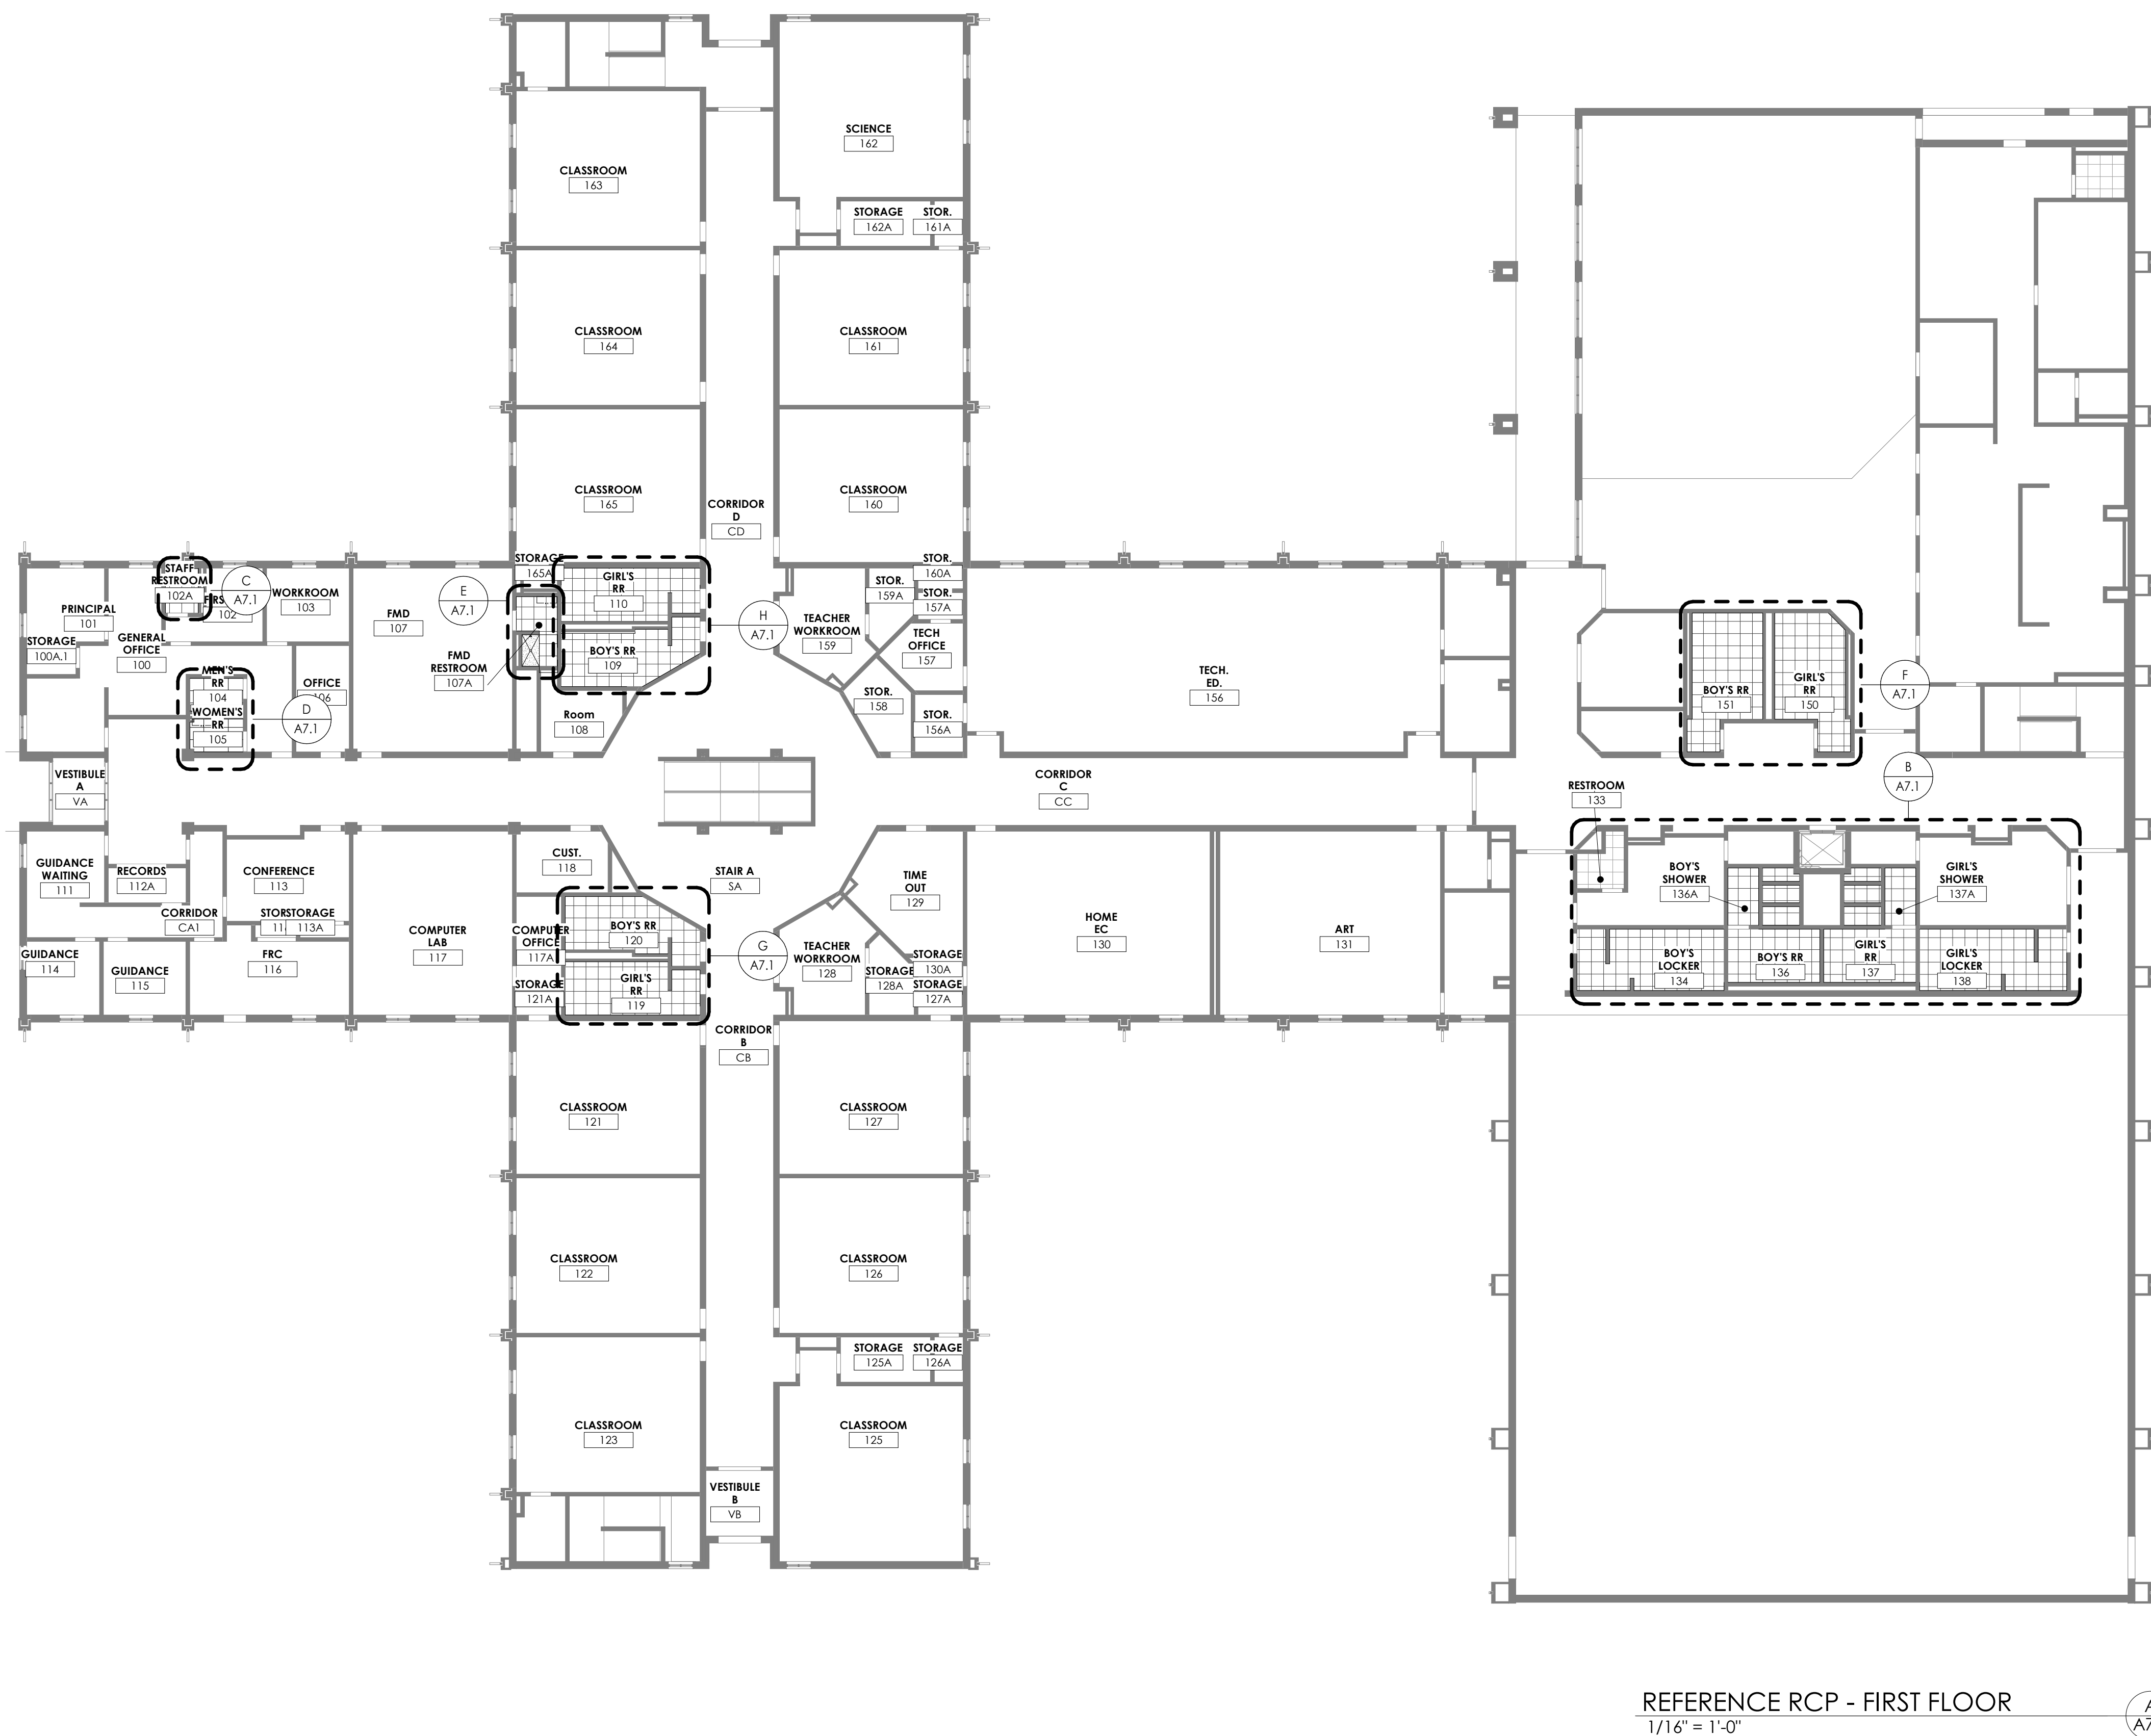 SCIENCE
162
CLASSROOM
163
STORAGE
162A
STOR.
161A
CLASSROOM
164
CLASSROOM
161
CLASSROOM
165
CLASSROOM
160
CORRIDOR
D
CD
STAFF
RESTROOM
102A
C
A7.1
102
WORKROOM
103
PRINCIPAL
101
STORAGE
100A.1
GENERAL
OFFICE
100
MEN'S
RR
104
WOMEN'S
RR
105
OFFICE
D
A7.1
FMD
107
E
A7.1
FMD
RESTROOM
107A
STORAGE
165A
GIRL'S
RR
110
BOY'S RR
109
Room
108
H
A7.1
TEACHER
WORKROOM
159
STOR.
159A
STOR.
160A
STOR.
157A
TECH
OFFICE
157
STOR.
158
STOR.
156A
TECH.
ED.
156
BOY'S RR
151
GIRL'S
RR
150
F
A7.1
VESTIBULE
A
VA
CORRIDOR
C
CC
RESTROOM
133
B
A7.1
GUIDANCE
WAITING
111
RECORDS
112A
CONFERENCE
113
CORRIDOR
CA1
STORAGE
113A
GUIDANCE
114
GUIDANCE
115
FRC
116
COMPUTER
LAB
117
CUST.
118
COMPUTER
OFFICE
117A
STORAGE
121A
BOY'S RR
120
GIRL'S
RR
119
STAIR A
SA
G
A7.1
TIME
OUT
129
TEACHER
WORKROOM
128
STORAGE
128A
STORAGE
130A
STORAGE
127A
HOME
EC
130
ART
131
BOY'S
SHOWER
136A
GIRL'S
SHOWER
137A
BOY'S
LOCKER
134
BOY'S RR
136
GIRL'S
RR
137
GIRL'S
LOCKER
138
CORRIDOR
B
CB
CLASSROOM
121
CLASSROOM
127
CLASSROOM
122
CLASSROOM
126
STORAGE
125A
STORAGE
126A
CLASSROOM
123
CLASSROOM
125
VESTIBULE
B
VB
REFERENCE RCP - FIRST FLOOR
1/16" = 1'-0"